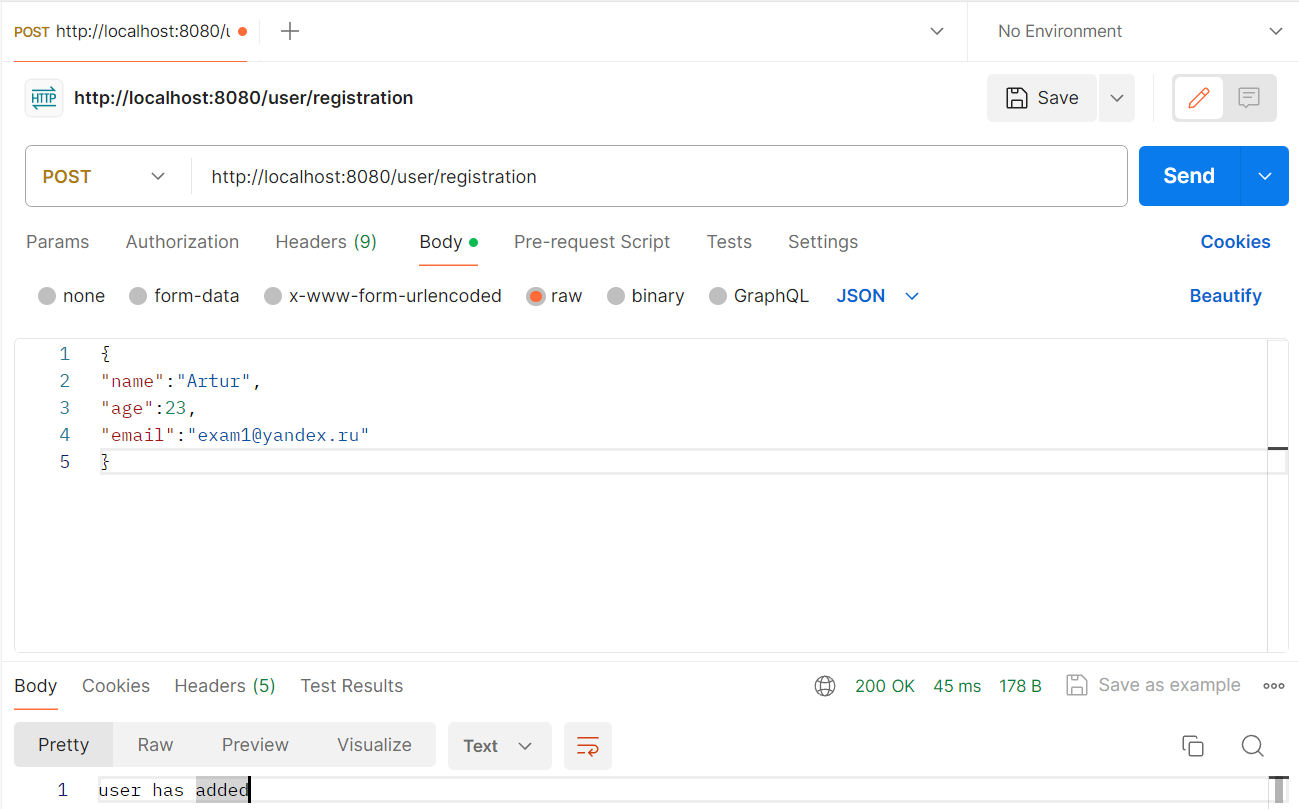 POST http://localhost:8080/u No Environment
HTTP http://localhost:8080/user/registration Save
POST http://localhost:8080/user/registration Send
Params Authorization Headers (9) Body Pre-request Script Tests Settings Cookies
none form-data x-www-form-urlencoded raw binary GraphQL JSON Beautify
1 {
2 "name":"Artur",
3 "age":23,
4 "email":"exam1@yandex.ru"
5 }
Body Cookies Headers (5) Test Results 200 OK 45 ms 178 B Save as example
Pretty Raw Preview Visualize Text
1 user has added